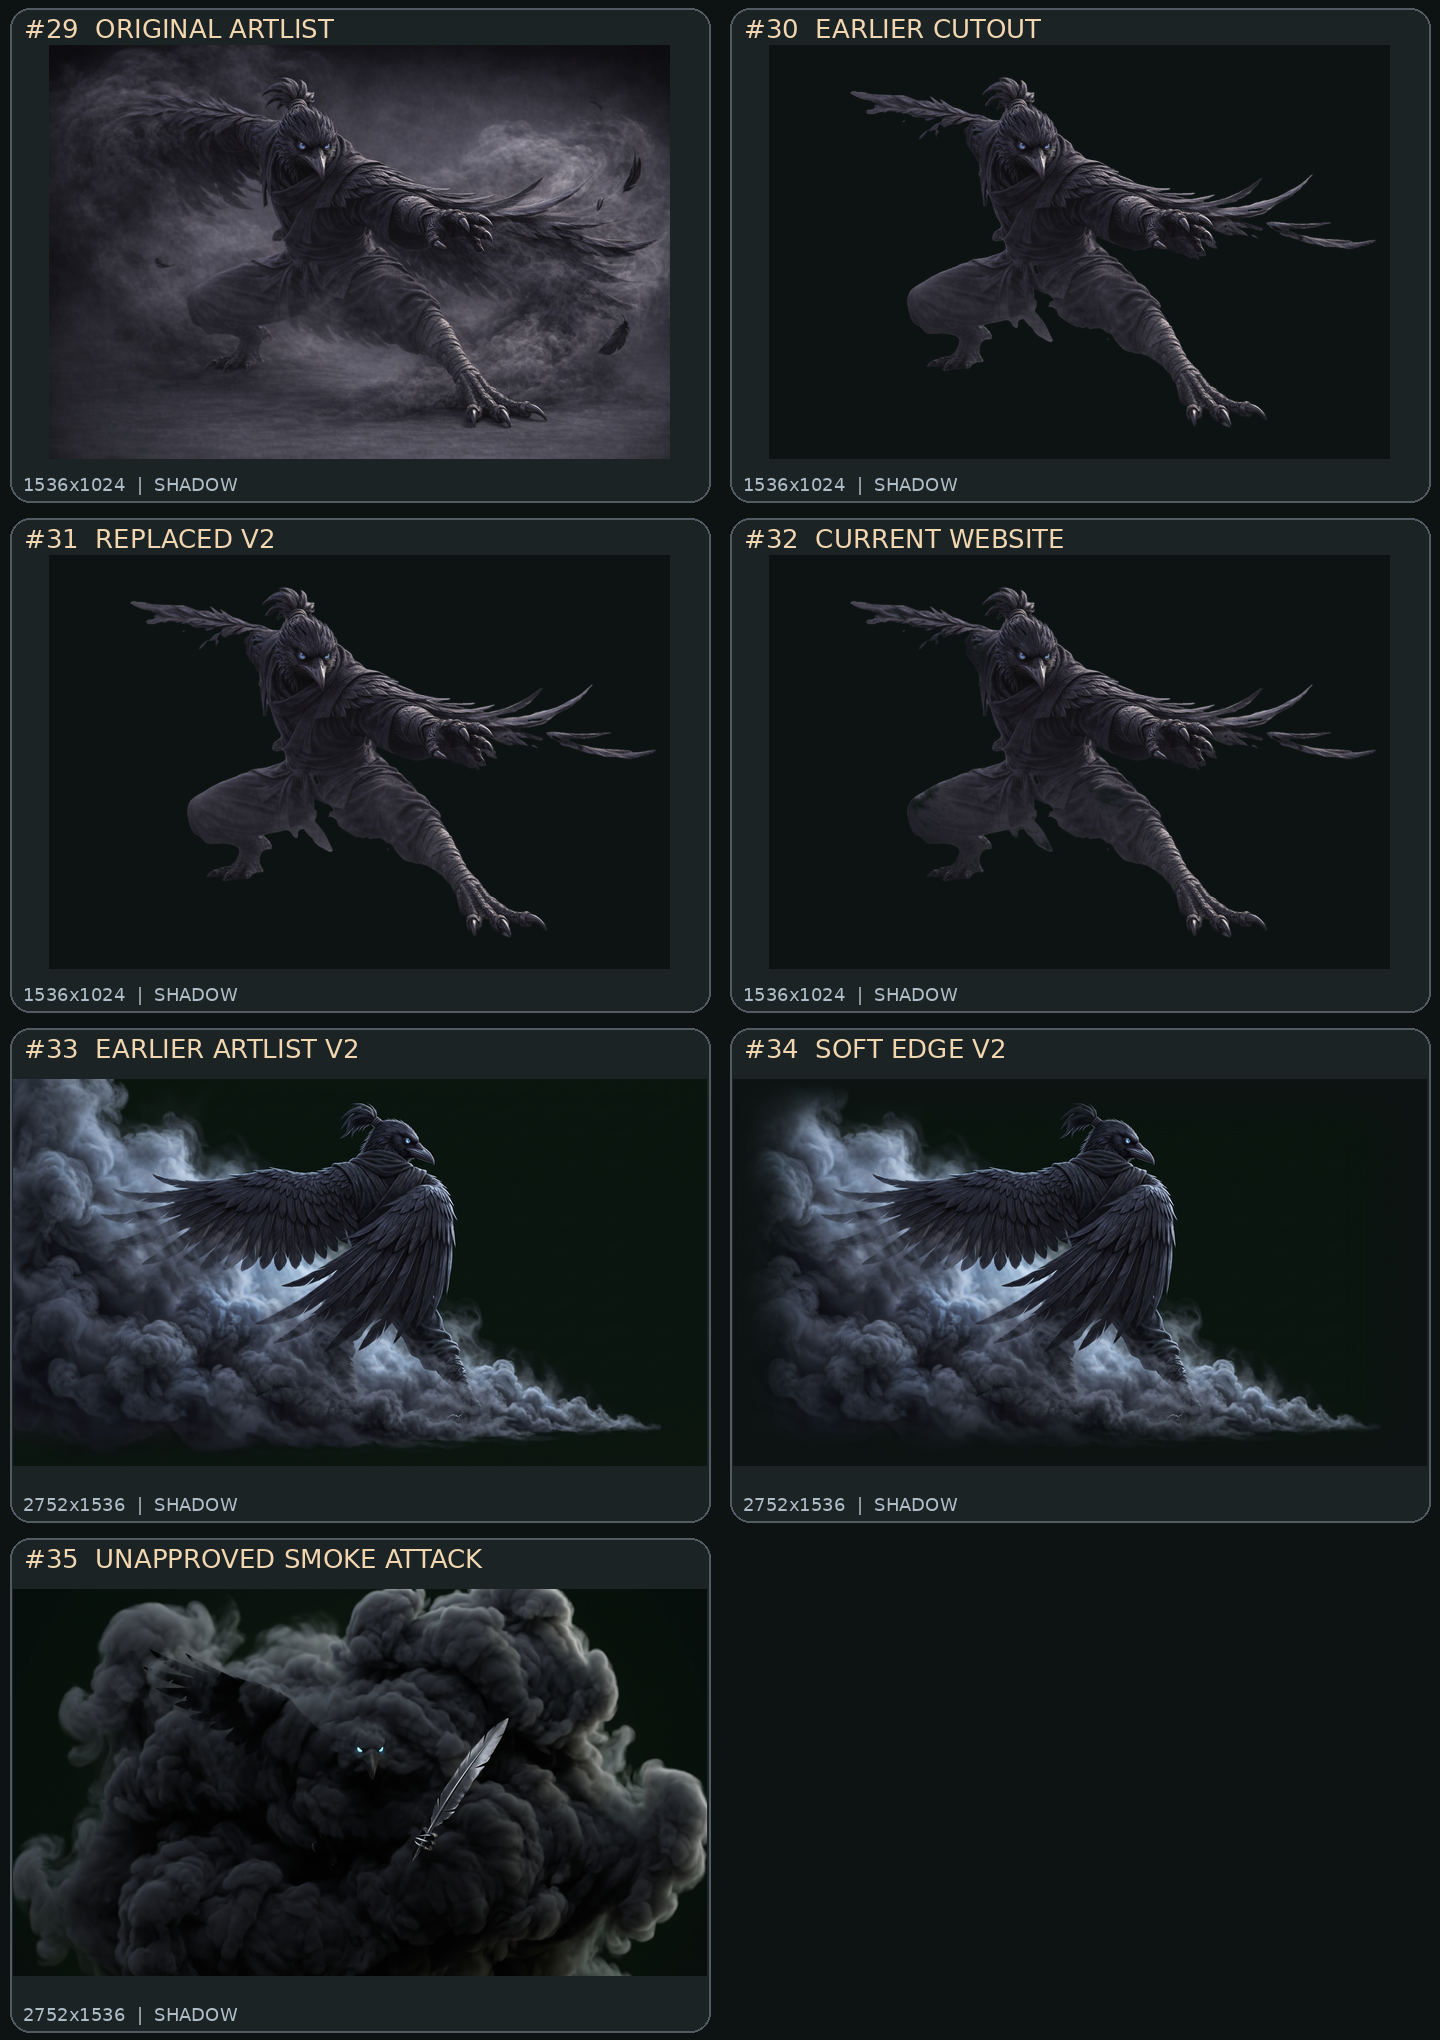 #29 ORIGINAL ARTLIST
1536x1024 | SHADOW
#30 EARLIER CUTOUT
1536x1024 | SHADOW
#31 REPLACED V2
1536x1024 | SHADOW
#32 CURRENT WEBSITE
1536x1024 | SHADOW
#33 EARLIER ARTLIST V2
2752x1536 | SHADOW
#34 SOFT EDGE V2
2752x1536 | SHADOW
#35 UNAPPROVED SMOKE ATTACK
2752x1536 | SHADOW